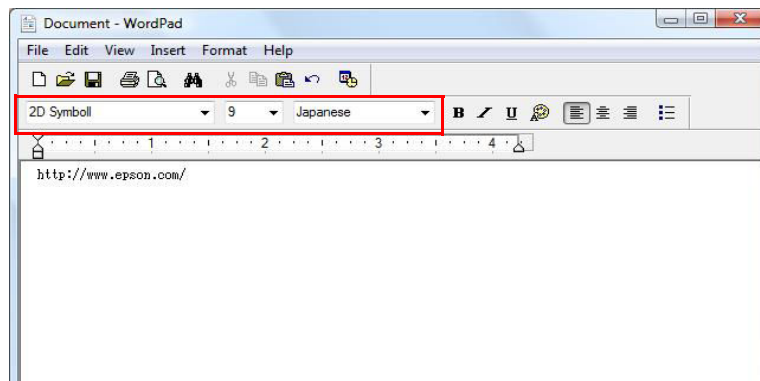 Document - WordPad
File Edit View Insert Format Help
2D Symboll 9 Japanese B U
1 2 3 4
http://www.epson.com/